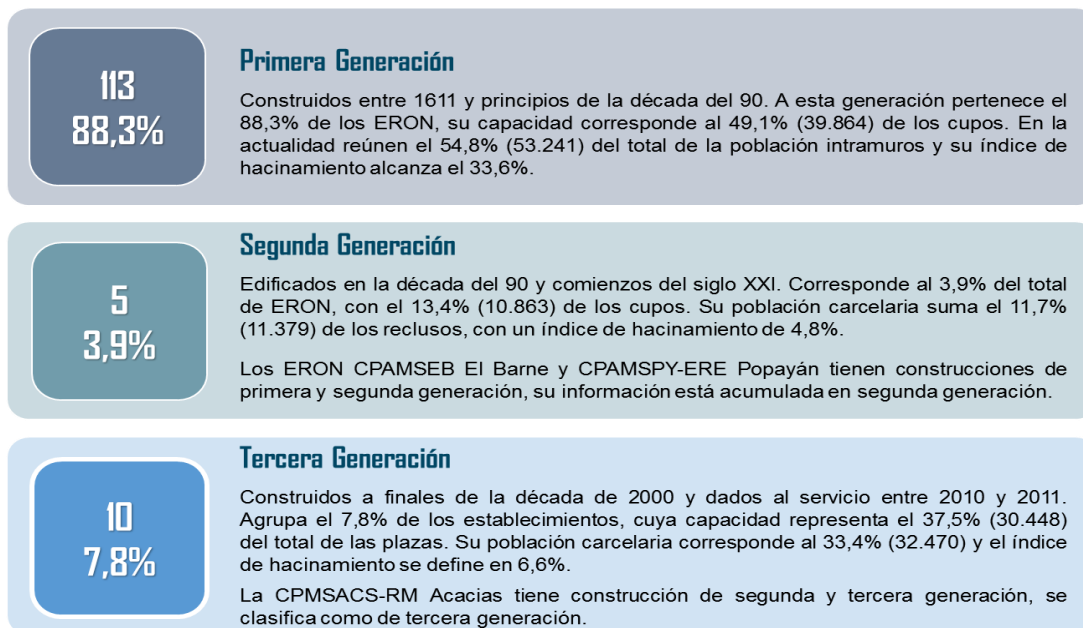 113
88,3%
Primera Generación
Construidos entre 1611 y principios de la década del 90. A esta generación pertenece el
88,3% de los ERON, su capacidad corresponde al 49,1% (39.864) de los cupos. En la
actualidad reúnen el 54,8% (53.241) del total de la población intramuros y su índice de
hacinamiento alcanza el 33,6%.
5
3,9%
Segunda Generación
Edificados en la década del 90 y comienzos del siglo XXI. Corresponde al 3,9% del total
de ERON, con el 13,4% (10.863) de los cupos. Su población carcelaria suma el 11,7%
(11.379) de los reclusos, con un índice de hacinamiento de 4,8%.
Los ERON CPAMSEB El Barne y CPAMSPY-ERE Popayán tienen construcciones de
primera y segunda generación, su información está acumulada en segunda generación.
10
7,8%
Tercera Generación
Construidos a finales de la década de 2000 y dados al servicio entre 2010 y 2011.
Agrupa el 7,8% de los establecimientos, cuya capacidad representa el 37,5% (30.448)
del total de las plazas. Su población carcelaria corresponde al 33,4% (32.470) y el índice
de hacinamiento se define en 6,6%.
La CPMSACS-RM Acacias tiene construcción de segunda y tercera generación, se
clasifica como de tercera generación.